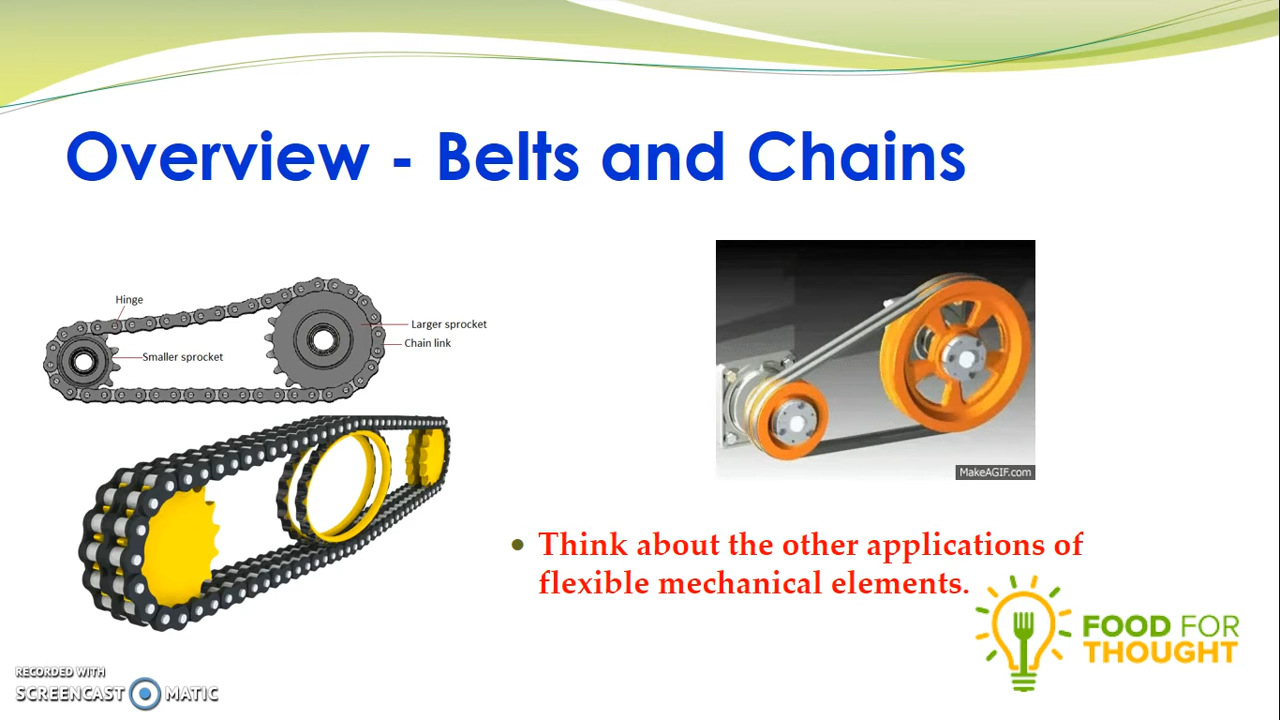 Overview - Belts and Chains
Hinge
Larger sprocket
Chain link
Smaller sprocket
MakeAGIF.com
• Think about the other applications of
flexible mechanical elements.
FOOD FOR
THOUGHT
RECORDED WITH
SCREENCAST MATIC